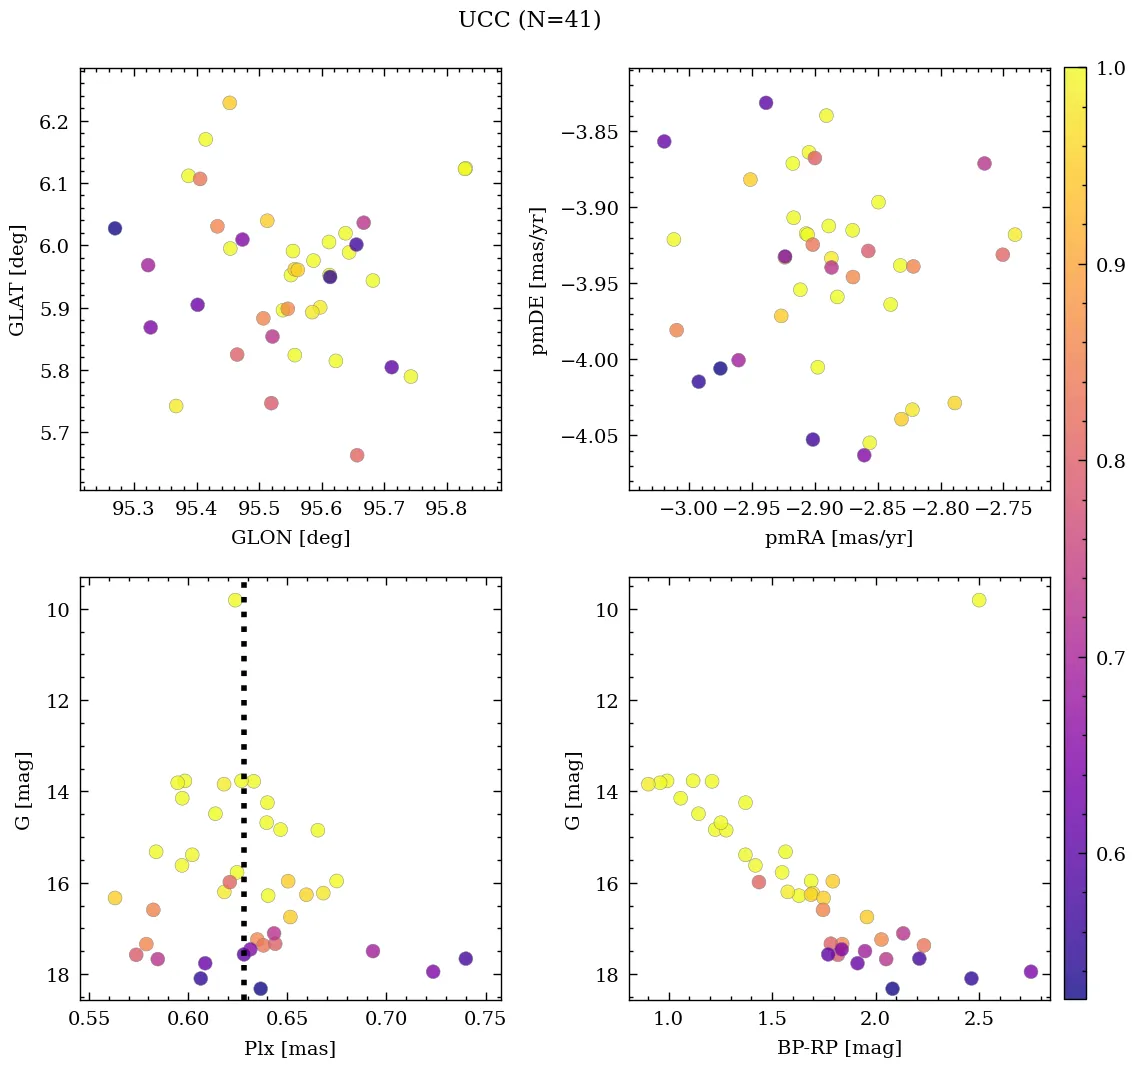 UCC (N=41)
6.2
6.1
6.0
5.9
5.8
5.7
GLAT [deg]
95.3 95.4 95.5 95.6 95.7 95.8
GLON [deg]
−3.85
−3.90
−3.95
−4.00
−4.05
pmDE [mas/yr]
−3.00 −2.95 −2.90 −2.85 −2.80 −2.75
pmRA [mas/yr]
10
12
14
16
18
G [mag]
0.55 0.60 0.65 0.70 0.75
Plx [mas]
10
12
14
16
18
G [mag]
1.0 1.5 2.0 2.5
BP-RP [mag]
1.0
0.9
0.8
0.7
0.6